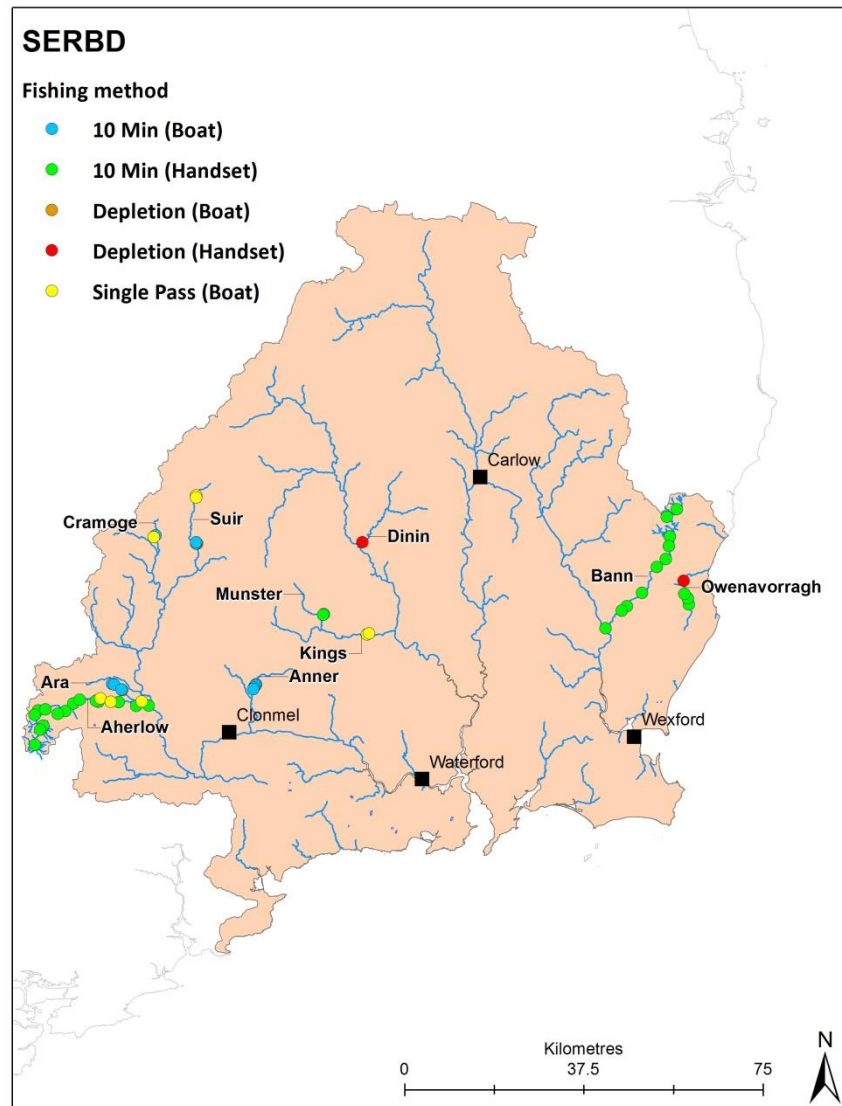 SERBD
Fishing method
10 Min (Boat)
10 Min (Handset)
Depletion (Boat)
Depletion (Handset)
Single Pass (Boat)
Carlow
Cramoge
Suir
Dinin
Bann
Owenavorragh
Munster
Kings
Ara
Anner
Aherlow
Clonmel
Wexford
Waterford
N
Kilometres
0
37.5
75